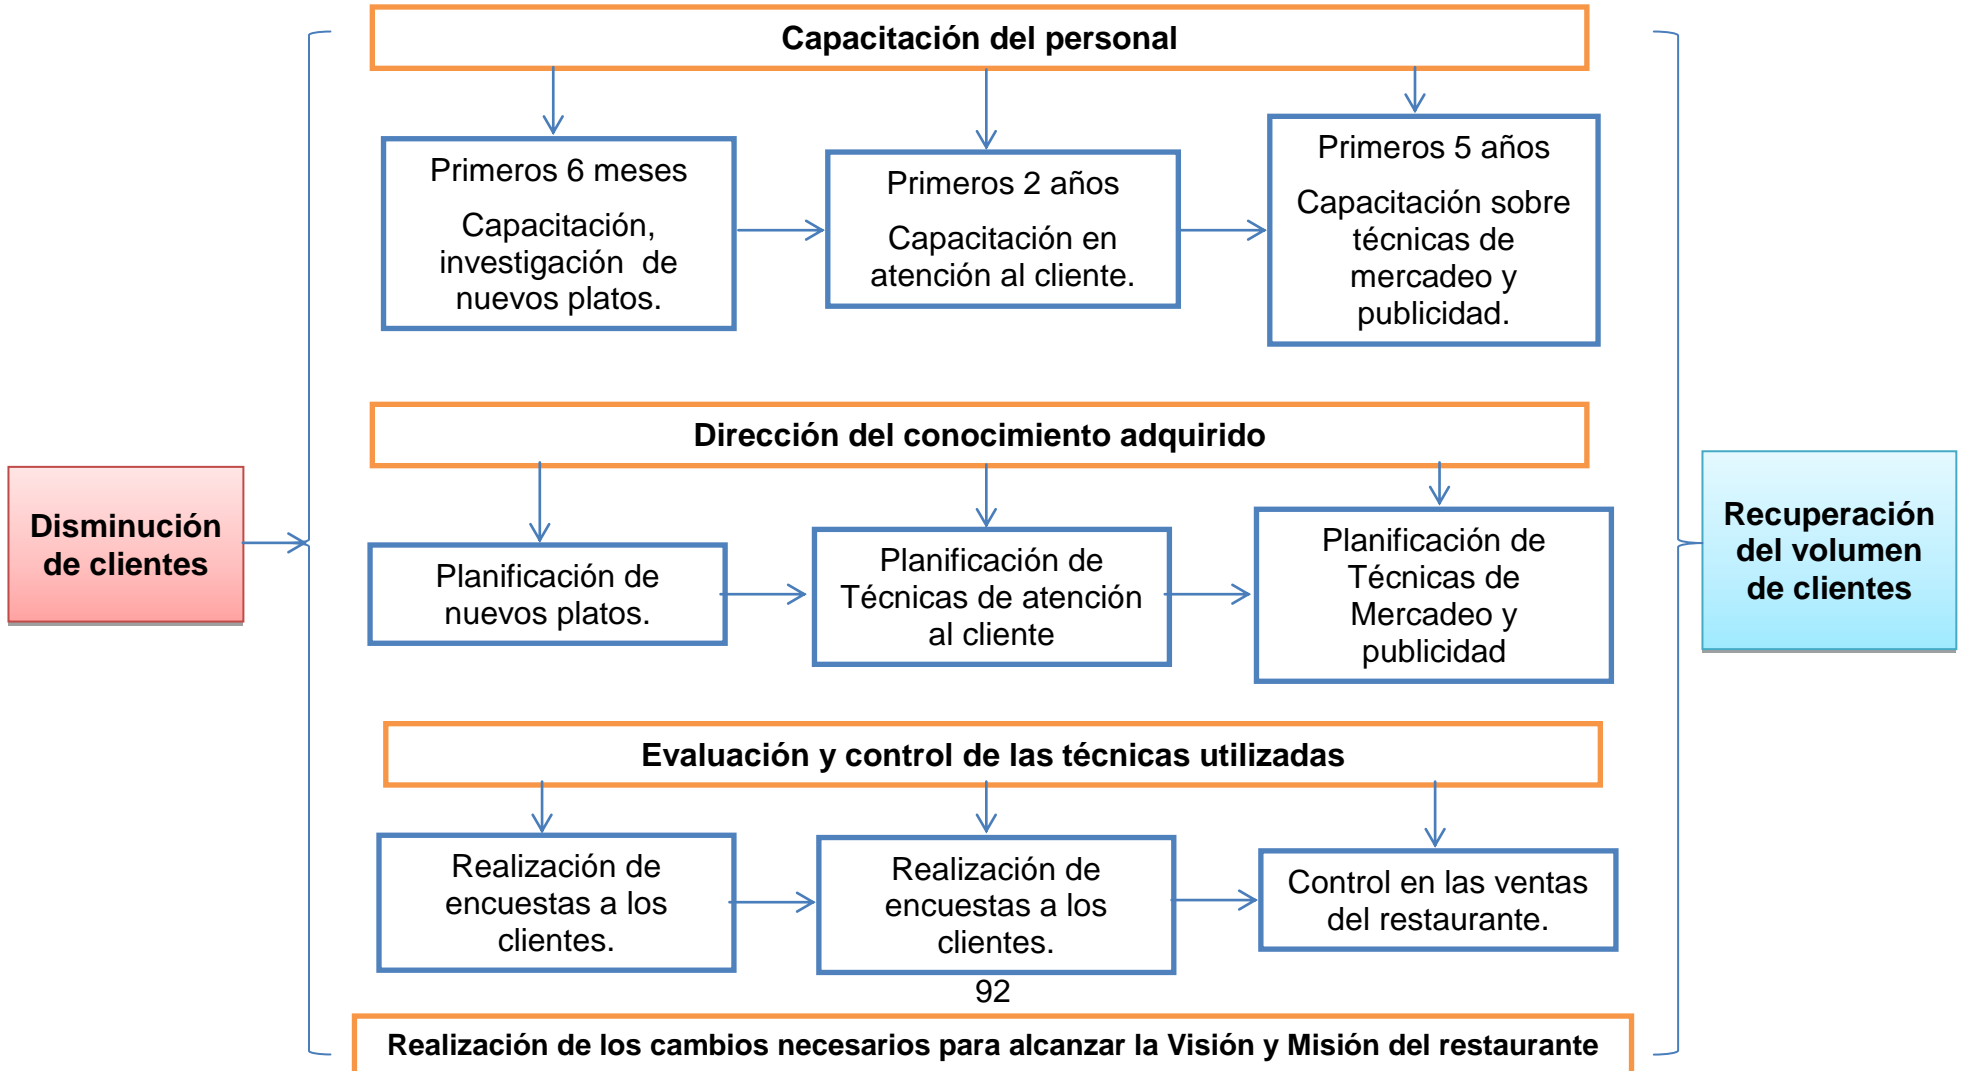 Capacitación del personal
Primeros 6 meses
Capacitación,
investigación  de
nuevos platos.
Primeros 2 años
Capacitación en
atención al cliente.
Primeros 5 años
Capacitación sobre
técnicas de
mercadeo y
publicidad.
Disminución
de clientes
Dirección del conocimiento adquirido
Planificación de
nuevos platos.
Planificación de
Técnicas de atención
al cliente
Planificación de
Técnicas de
Mercadeo y
publicidad
Recuperación
del volumen
de clientes
Evaluación y control de las técnicas utilizadas
Realización de
encuestas a los
clientes.
Realización de
encuestas a los
clientes.
Control en las ventas
del restaurante.
92
Realización de los cambios necesarios para alcanzar la Visión y Misión del restaurante